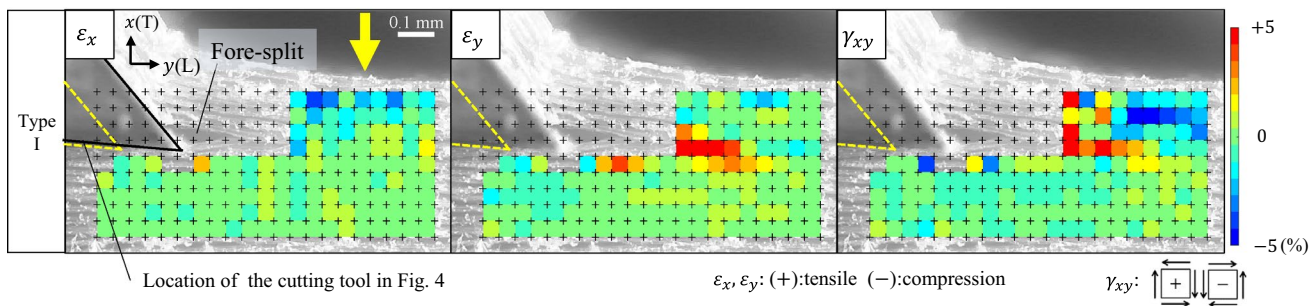 Type
I
εx
x(T)
y(L)
Fore-split
0.1 mm
εy
γxy
+5
0
−5 (%)
Location of the cutting tool in Fig. 4
εx, εy: (+):tensile (−):compression
γxy:
+
−